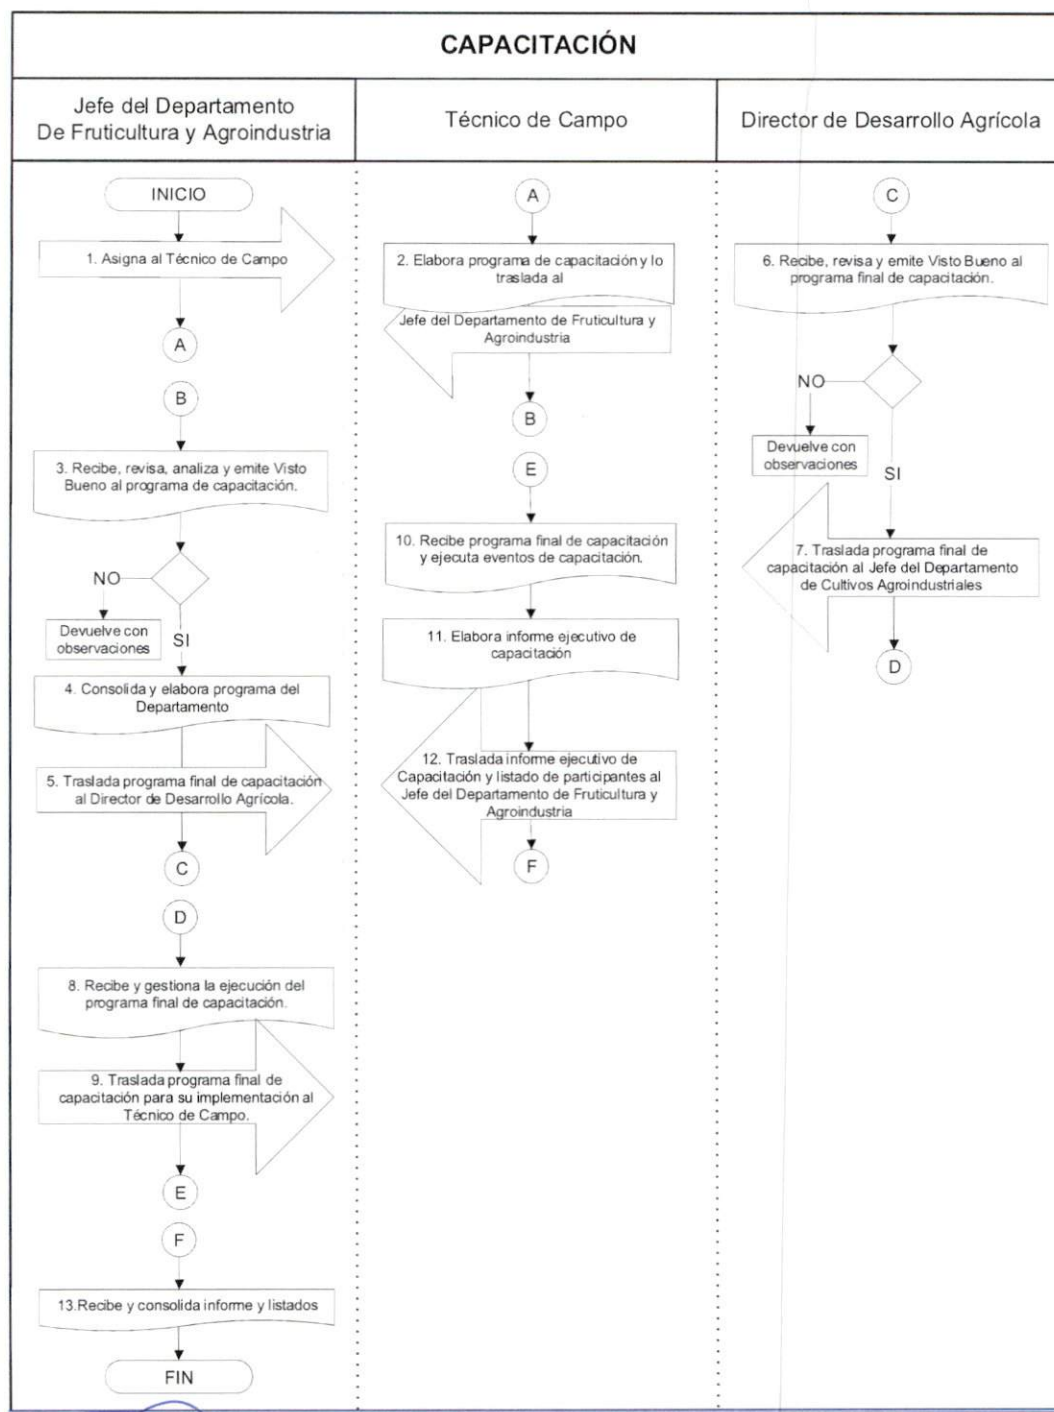 CAPACITACIÓN
Jefe del Departamento
De Fruticultura y Agroindustria
Técnico de Campo
Director de Desarrollo Agrícola
INICIO
1. Asigna al Técnico de Campo
A
B
3. Recibe, revisa, analiza y emite Visto
Bueno al programa de capacitación.
NO
Devuelve con
observaciones
SI
4. Consolida y elabora programa del
Departamento
5. Traslada programa final de capacitación
al Director de Desarrollo Agrícola.
C
D
8. Recibe y gestiona la ejecución del
programa final de capacitación.
9. Traslada programa final de
capacitación para su implementación al
Técnico de Campo.
E
F
13.Recibe y consolida informe y listados
FIN
A
2. Elabora programa de capacitación y lo
traslada al
Jefe del Departamento de Fruticultura y
Agroindustria
B
E
10. Recibe programa final de capacitación
y ejecuta eventos de capacitación.
11. Elabora informe ejecutivo de
capacitación
12. Traslada informe ejecutivo de
Capacitación y listado de participantes al
Jefe del Departamento de Fruticultura y
Agroindustria
F
C
6. Recibe, revisa y emite Visto Bueno al
programa final de capacitación.
NO
Devuelve con
observaciones
SI
7. Traslada programa final de
capacitación al Jefe del Departamento
de Cultivos Agroindustriales
D